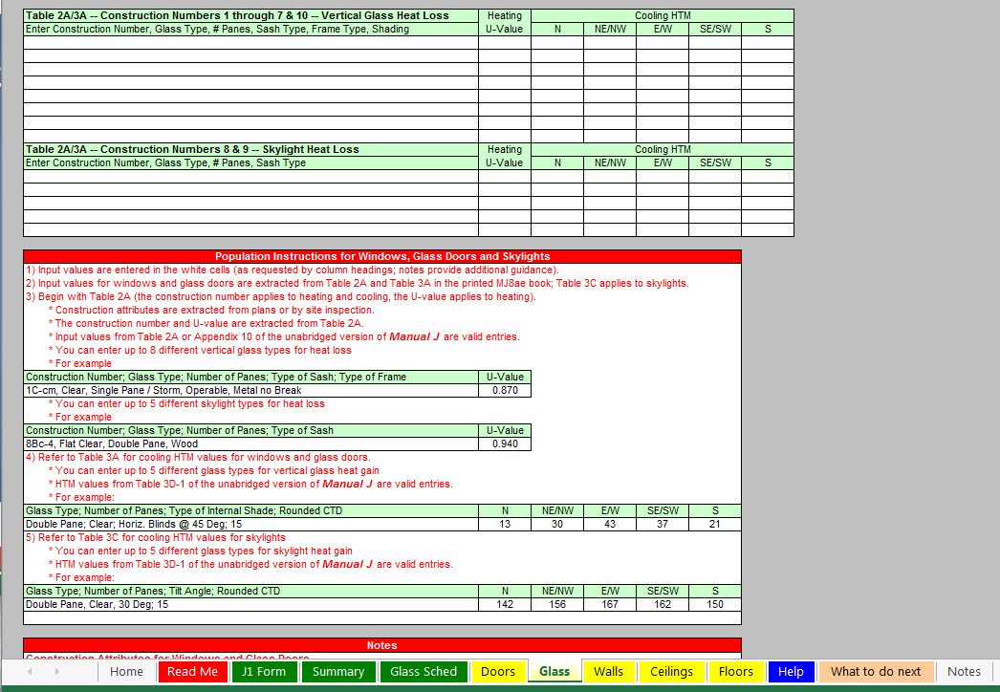 Table 2A/3A -- Construction Numbers 1 through 7 & 10 -- Vertical Glass Heat Loss Heating Cooling HTM
Enter Construction Number, Glass Type, # Panes, Sash Type, Frame Type, Shading U-Value N NE/NW E/W SE/SW S
Table 2A/3A -- Construction Numbers 8 & 9 -- Skylight Heat Loss Heating Cooling HTM
Enter Construction Number, Glass Type, # Panes, Sash Type U-Value N NE/NW E/W SE/SW S
Population Instructions for Windows, Glass Doors and Skylights
1) Input values are entered in the white cells (as requested by column headings; notes provide additional guidance).
2) Input values for windows and glass doors are extracted from Table 2A and Table 3A in the printed MJ8ae book; Table 3C applies to skylights.
3) Begin with Table 2A (the construction number applies to heating and cooling, the U-value applies to heating).
* Construction attributes are extracted from plans or by site inspection.
* The construction number and U-value are extracted from Table 2A.
* Input values from Table 2A or Appendix 10 of the unabridged version of Manual J are valid entries.
* You can enter up to 8 different vertical glass types for heat loss
* For example
Construction Number; Glass Type; Number of Panes; Type of Sash; Type of Frame U-Value
1C-cm, Clear, Single Pane / Storm, Operable, Metal no Break 0.870
* You can enter up to 5 different skylight types for heat loss
* For example
Construction Number; Glass Type; Number of Panes; Type of Sash U-Value
8Bc-4, Flat Clear, Double Pane, Wood 0.940
4) Refer to Table 3A for cooling HTM values for windows and glass doors.
* You can enter up to 5 different glass types for vertical glass heat gain
* HTM values from Table 3D-1 of the unabridged version of Manual J are valid entries.
* For example:
Glass Type; Number of Panes; Type of Internal Shade; Rounded CTD N NE/NW E/W SE/SW S
Double Pane; Clear; Horiz. Blinds @ 45 Deg; 15 13 30 43 37 21
5) Refer to Table 3C for cooling HTM values for skylights
* You can enter up to 5 different glass types for skylight heat gain
* HTM values from Table 3D-1 of the unabridged version of Manual J are valid entries.
* For example:
Glass Type; Number of Panes; Tilt Angle; Rounded CTD N NE/NW E/W SE/SW S
Double Pane, Clear, 30 Deg; 15 142 156 167 162 150
Notes
Construction Attributes for Windows and Glass Doors
Home Read Me J1 Form Summary Glass Sched Doors Glass Walls Ceilings Floors Help What to do next Notes